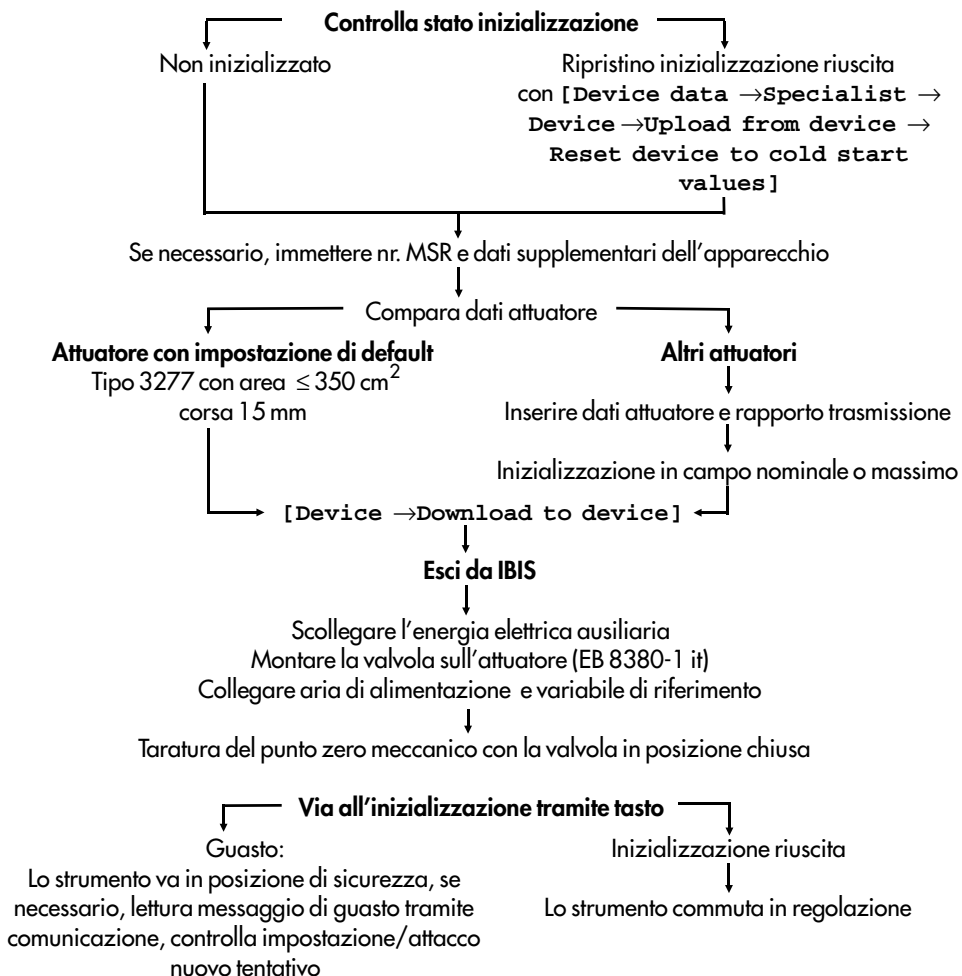 Controlla stato inizializzazione
Non inizializzato
Ripristino inizializzazione riuscita
con [Device data →Specialist →
Device →Upload from device →
Reset device to cold start
values]
Se necessario, immettere nr. MSR e dati supplementari dell'apparecchio
Compara dati attuatore
Attuatore con impostazione di default
Tipo 3277 con area ≤ 350 cm²
corsa 15 mm
Altri attuatori
Inserire dati attuatore e rapporto trasmissione
Inizializzazione in campo nominale o massimo
[Device →Download to device]
Esci da IBIS
Scollegare l'energia elettrica ausiliaria
Montare la valvola sull'attuatore (EB 8380-1 it)
Collegare aria di alimentazione e variabile di riferimento
Taratura del punto zero meccanico con la valvola in posizione chiusa
Via all'inizializzazione tramite tasto
Guasto:
Lo strumento va in posizione di sicurezza, se
necessario, lettura messaggio di guasto tramite
comunicazione, controlla impostazione/attacco
nuovo tentativo
Inizializzazione riuscita
Lo strumento commuta in regolazione